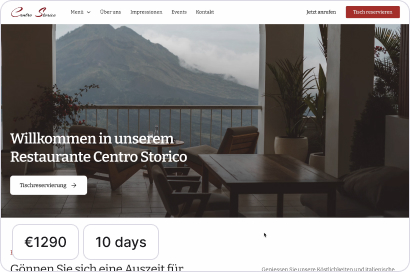 Centro Storico
Menü Über uns Impressionen Events Kontakt
Jetzt anrufen
Tisch reservieren
Willkommen in unserem
Restaurante Centro Storico
Tischreservierung →
€1290
10 days
Gönnen Sie sich eine Auszeit für
Genießen Sie unsere Köstlichkeiten und italienische